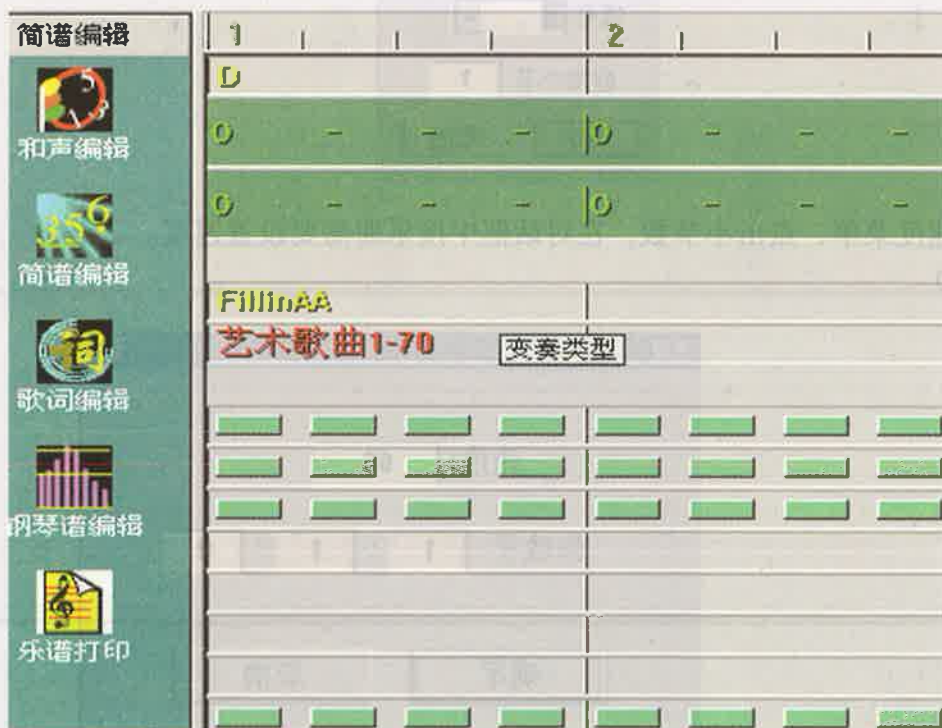 简谱编辑
和声编辑
简谱编辑
歌词编辑
钢琴谱编辑
乐谱打印
1 2
D
0 - - - 0 - - -
0 - - - 0 - - -
FillinAA
艺术歌曲1-70
变奏类型